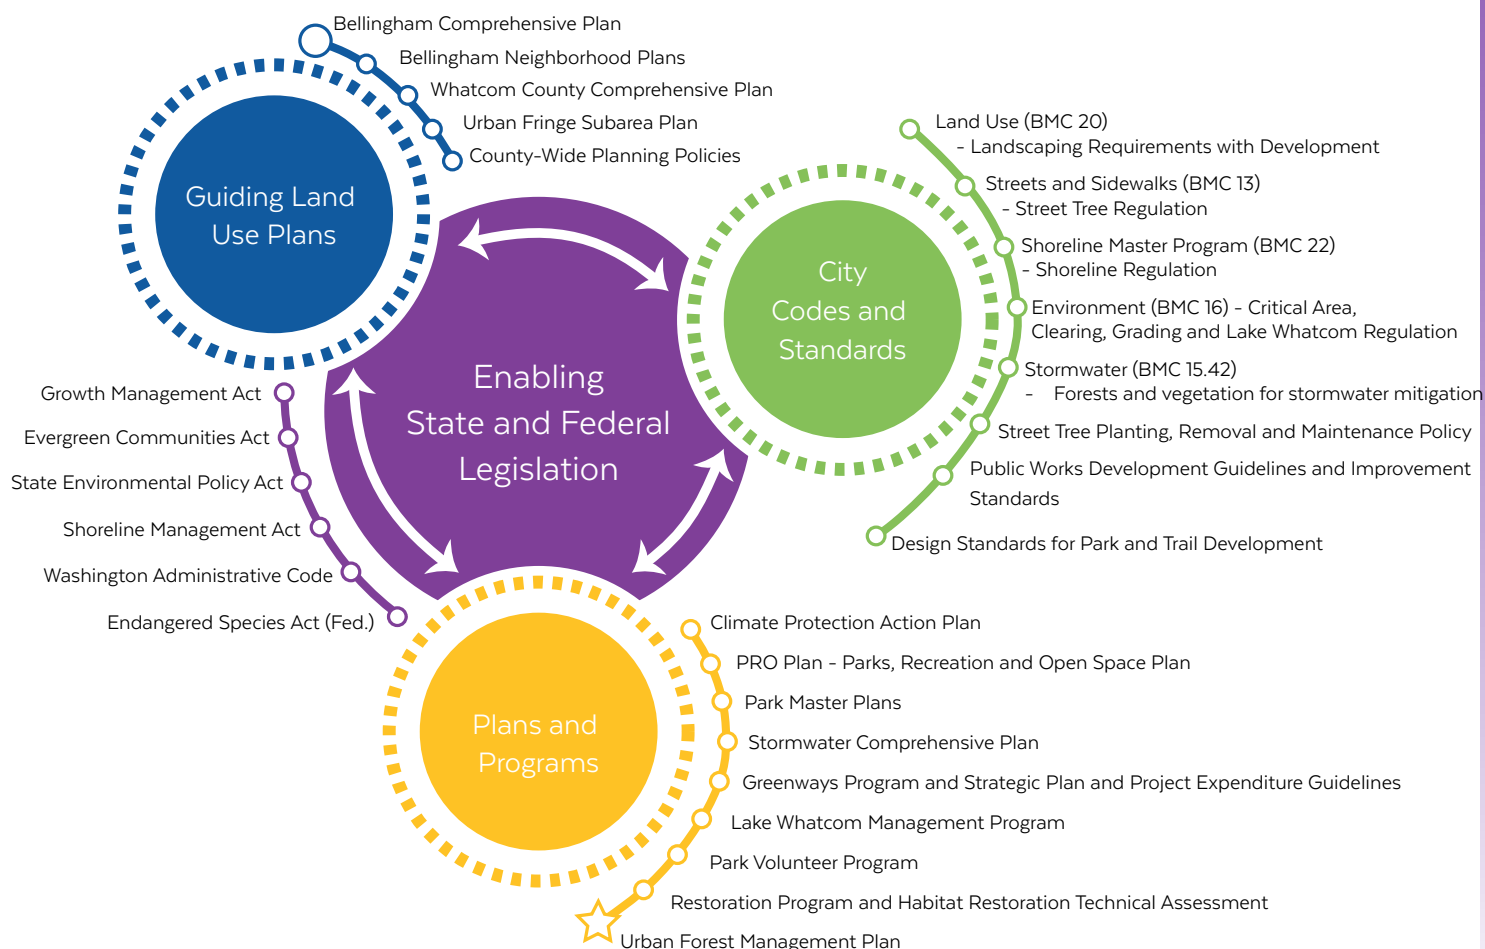 Bellingham Comprehensive Plan
Bellingham Neighborhood Plans
Whatcom County Comprehensive Plan
Urban Fringe Subarea Plan
County-Wide Planning Policies
Guiding Land
Use Plans
Land Use (BMC 20)
- Landscaping Requirements with Development
Streets and Sidewalks (BMC 13)
- Street Tree Regulation
Shoreline Master Program (BMC 22)
- Shoreline Regulation
Environment (BMC 16) - Critical Area,
Clearing, Grading and Lake Whatcom Regulation
Stormwater (BMC 15.42)
- Forests and vegetation for stormwater mitigation
Street Tree Planting, Removal and Maintenance Policy
Public Works Development Guidelines and Improvement
Standards
Design Standards for Park and Trail Development
City
Codes and
Standards
Enabling
State and Federal
Legislation
Growth Management Act
Evergreen Communities Act
State Environmental Policy Act
Shoreline Management Act
Washington Administrative Code
Endangered Species Act (Fed.)
Plans and
Programs
Climate Protection Action Plan
PRO Plan - Parks, Recreation and Open Space Plan
Park Master Plans
Stormwater Comprehensive Plan
Greenways Program and Strategic Plan and Project Expenditure Guidelines
Lake Whatcom Management Program
Park Volunteer Program
Restoration Program and Habitat Restoration Technical Assessment
Urban Forest Management Plan